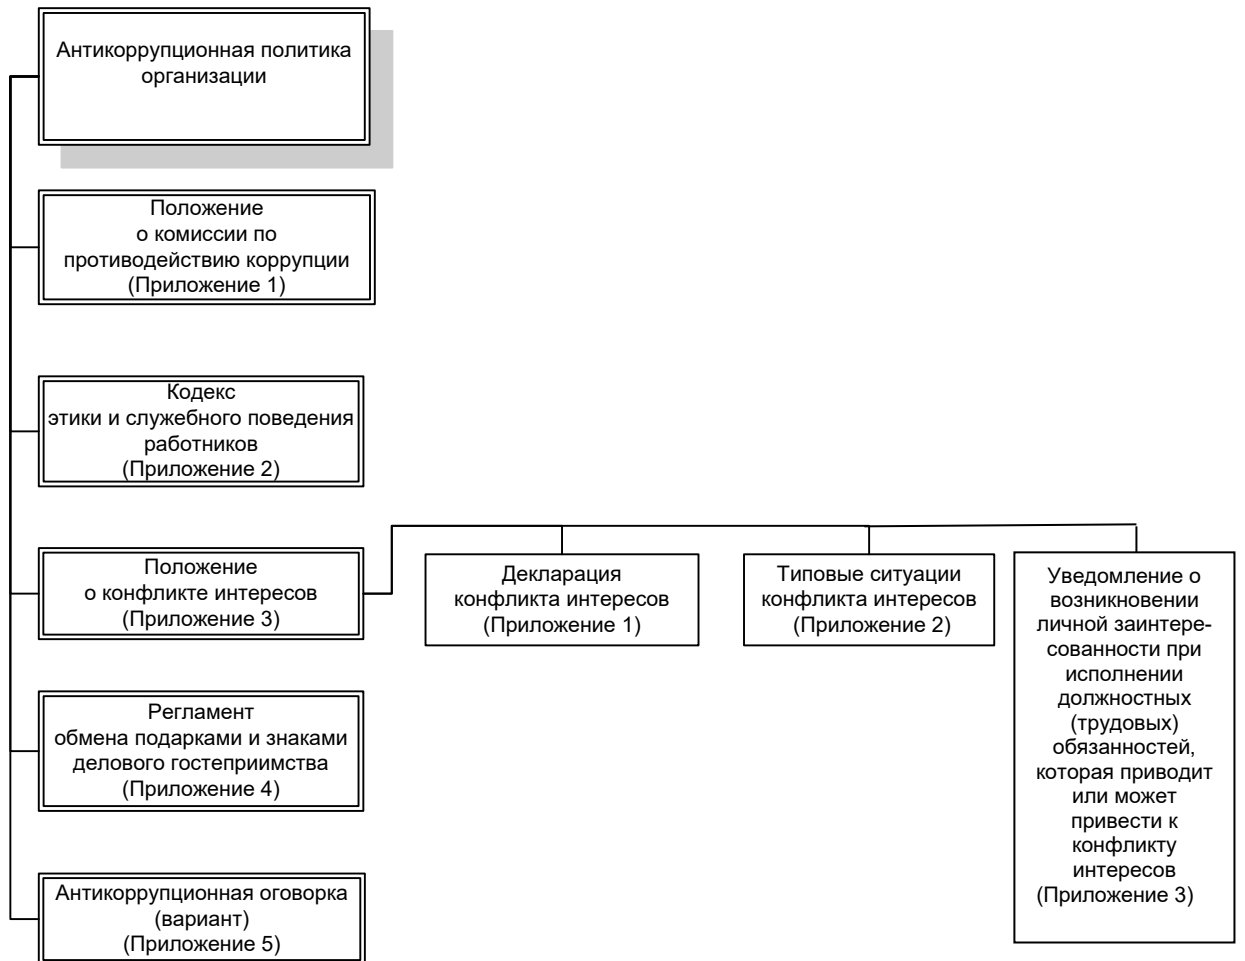 Антикоррупционная политика
организации
Положение
о комиссии по
противодействию коррупции
(Приложение 1)
Кодекс
этики и служебного поведения
работников
(Приложение 2)
Положение
о конфликте интересов
(Приложение 3)
Декларация
конфликта интересов
(Приложение 1)
Типовые ситуации
конфликта интересов
(Приложение 2)
Уведомление о
возникновении
личной заинтере-
сованности при
исполнении
должностных
(трудовых)
обязанностей,
которая приводит
или может
привести к
конфликту
интересов
(Приложение 3)
Регламент
обмена подарками и знаками
делового гостеприимства
(Приложение 4)
Антикоррупционная оговорка
(вариант)
(Приложение 5)